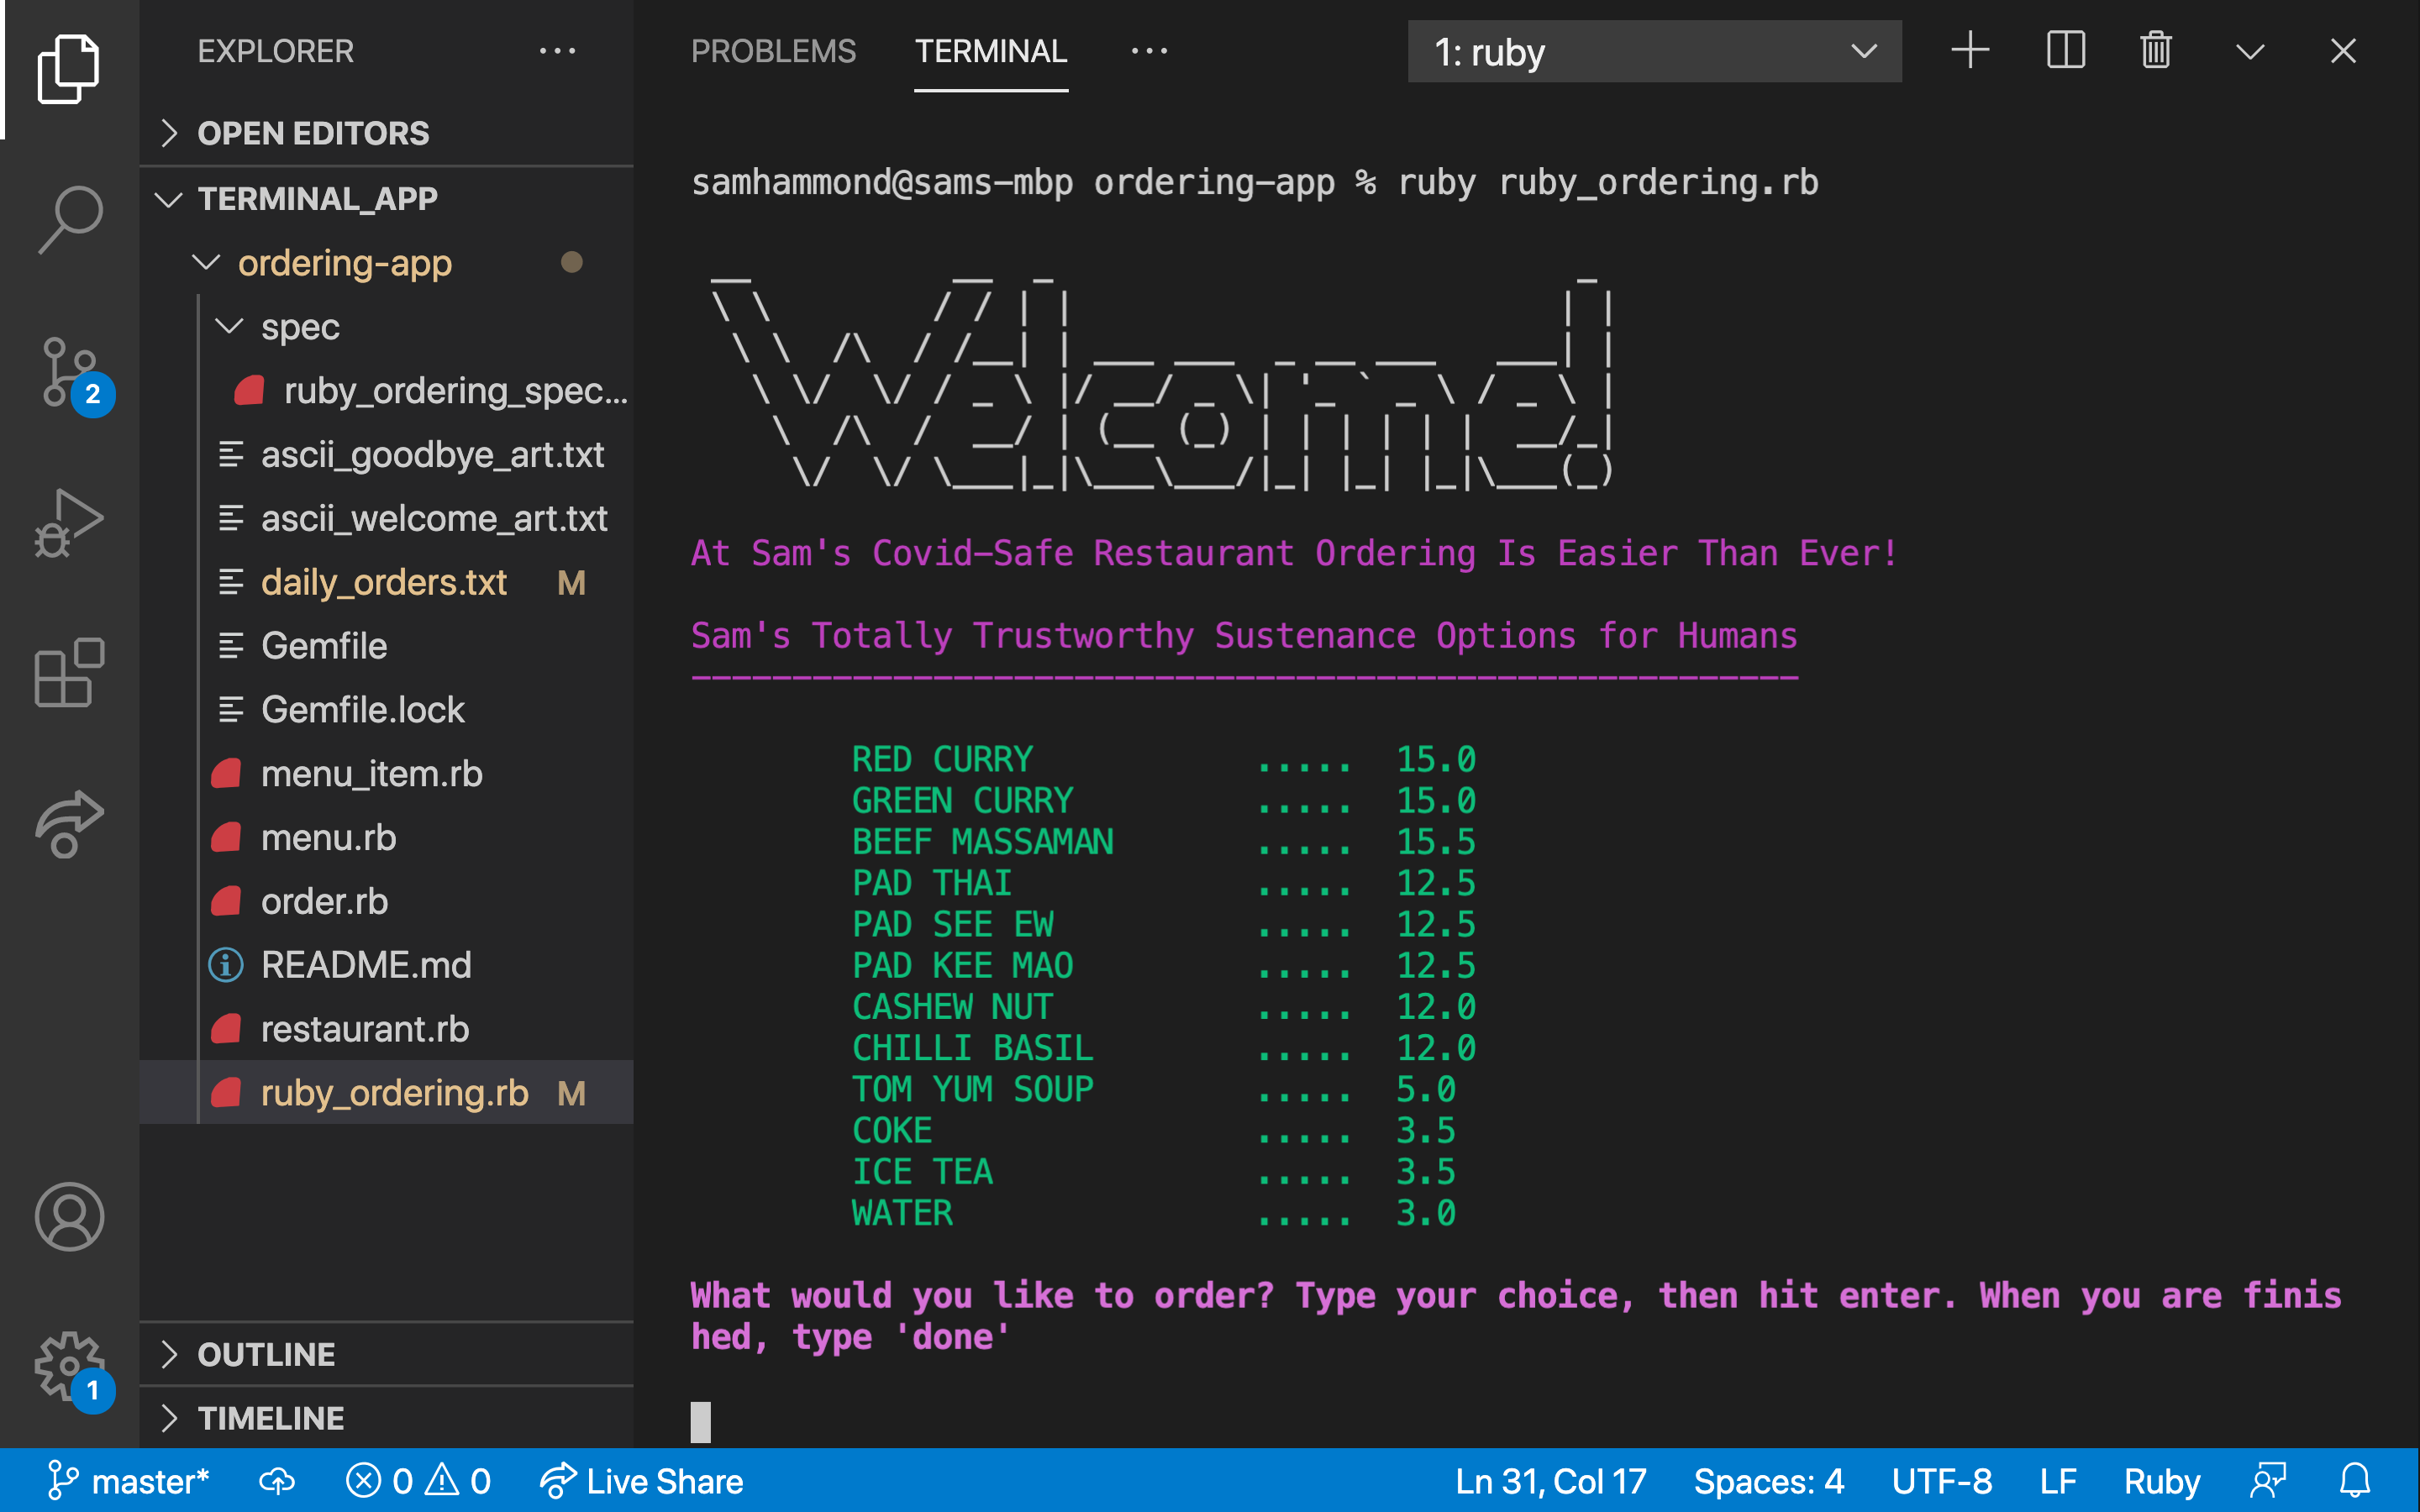 EXPLORER
OPEN EDITORS
TERMINAL_APP
ordering-app
spec
ruby_ordering_spec...
ascii_goodbye_art.txt
ascii_welcome_art.txt
daily_orders.txt M
Gemfile
Gemfile.lock
menu_item.rb
menu.rb
order.rb
README.md
restaurant.rb
ruby_ordering.rb M
OUTLINE
TIMELINE
2
1
PROBLEMS TERMINAL ... 1: ruby
samhammond@sams-mbp ordering-app % ruby ruby_ordering.rb
Welcome!
At Sam's Covid-Safe Restaurant Ordering Is Easier Than Ever!
Sam's Totally Trustworthy Sustenance Options for Humans
-------------------------------------------------------
RED CURRY ..... 15.0
GREEN CURRY ..... 15.0
BEEF MASSAMAN ..... 15.5
PAD THAI ..... 12.5
PAD SEE EW ..... 12.5
PAD KEE MAO ..... 12.5
CASHEW NUT ..... 12.0
CHILLI BASIL ..... 12.0
TOM YUM SOUP ..... 5.0
COKE ..... 3.5
ICE TEA ..... 3.5
WATER ..... 3.0
What would you like to order? Type your choice, then hit enter. When you are finis
hed, type 'done'
master* 0 0 Live Share Ln 31, Col 17 Spaces: 4 UTF-8 LF Ruby